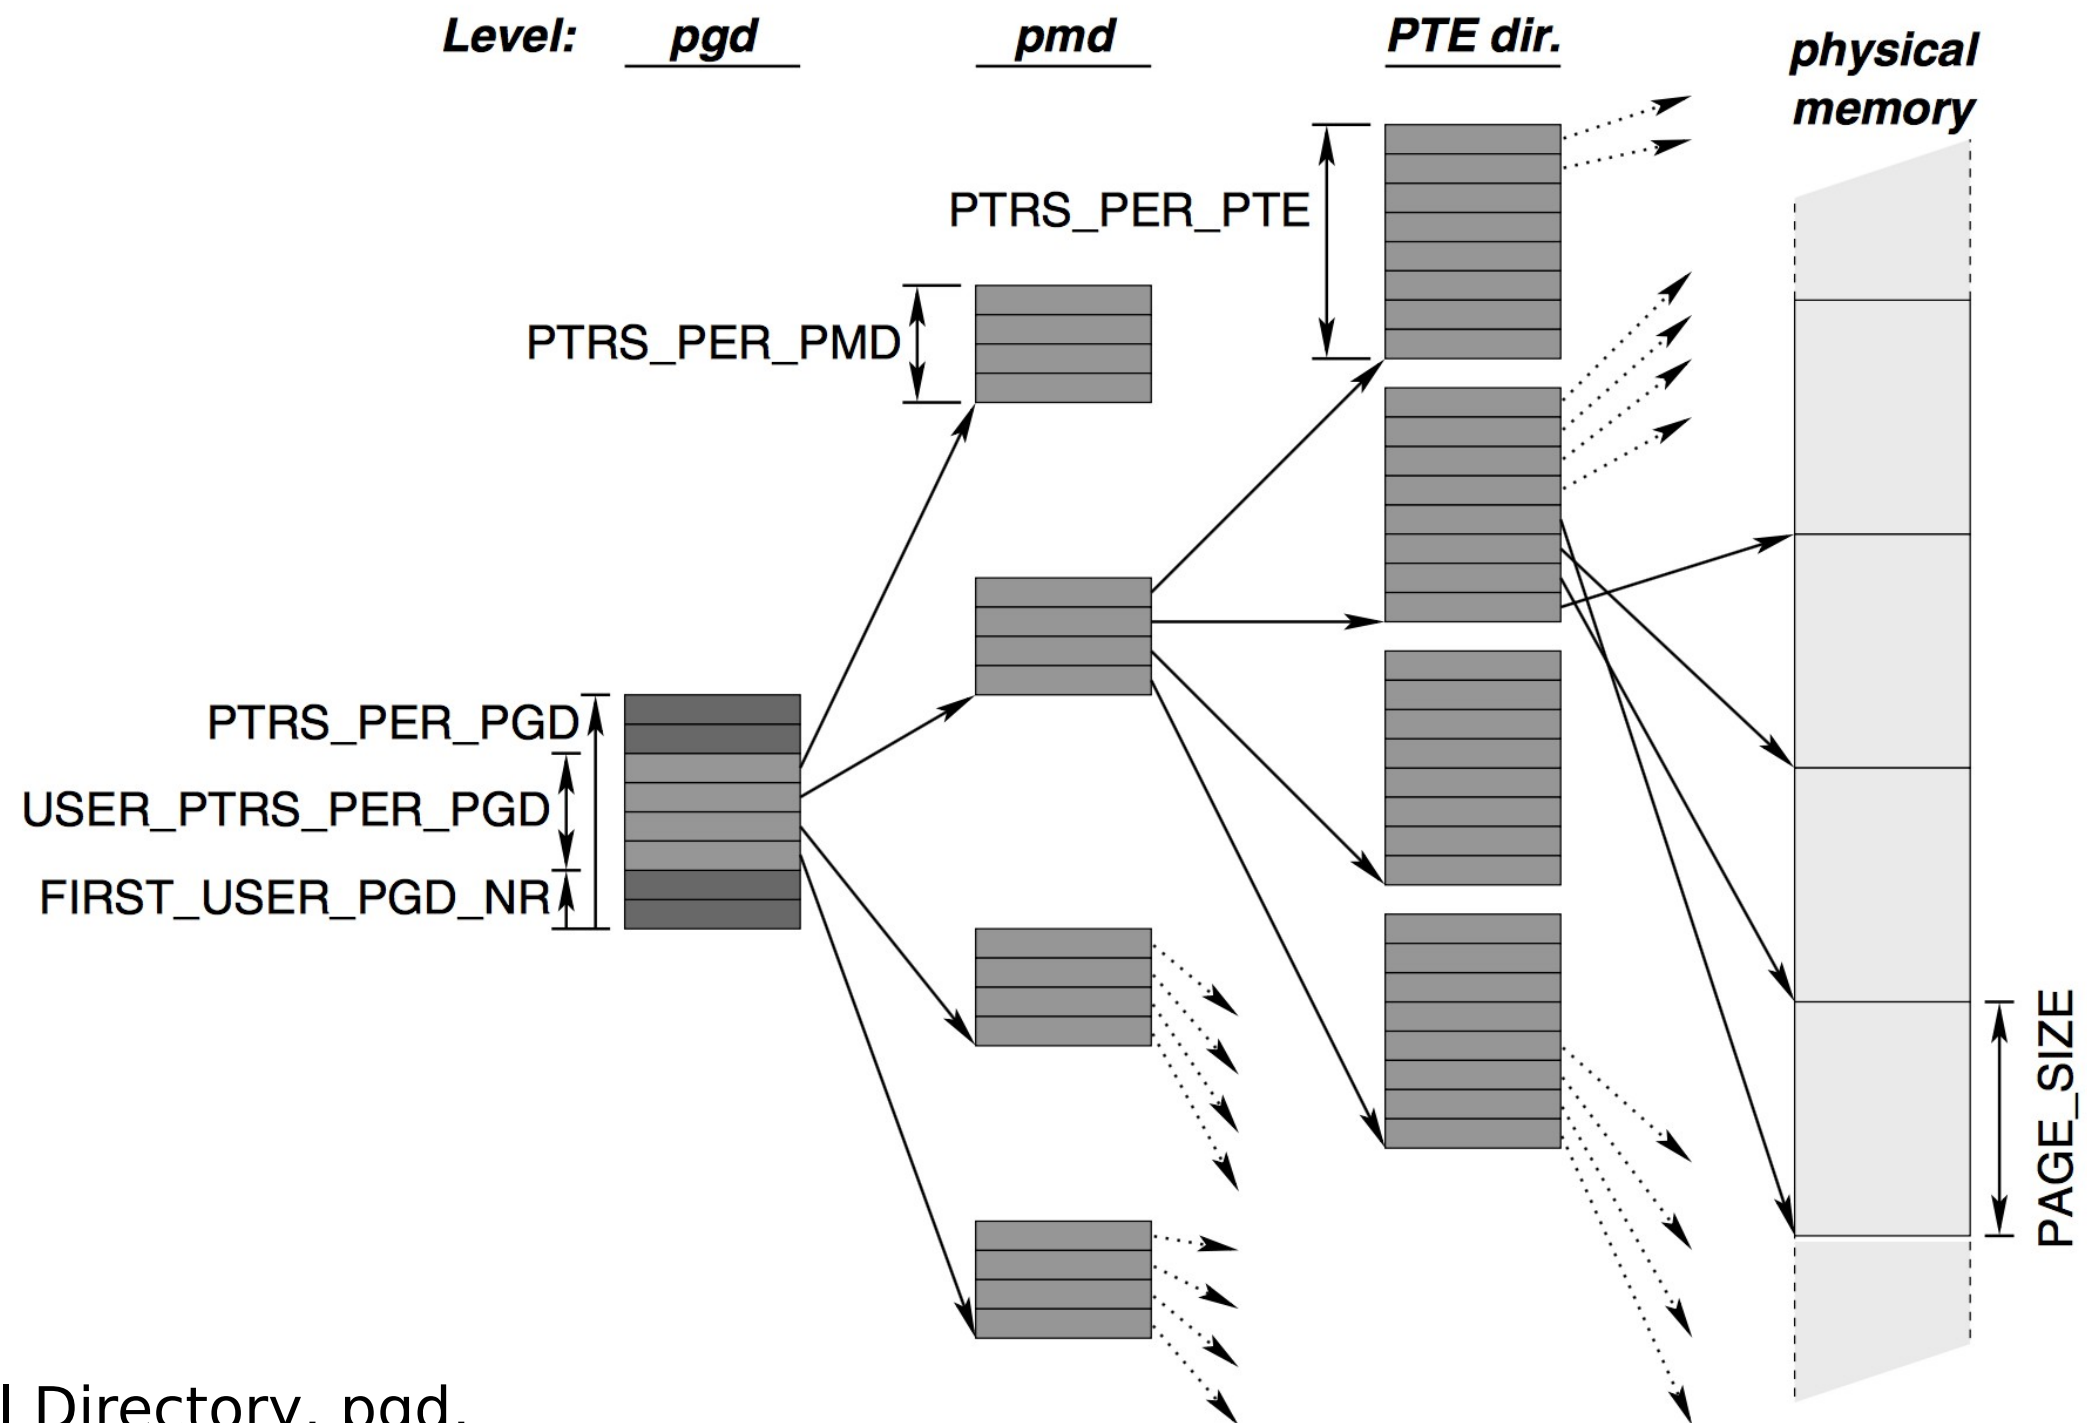 Level: pgd pmd PTE dir. physical
memory
PTRS_PER_PTE
PTRS_PER_PMD
PTRS_PER_PGD
USER_PTRS_PER_PGD
FIRST_USER_PGD_NR
PAGE_SIZE
Directory, pgd,